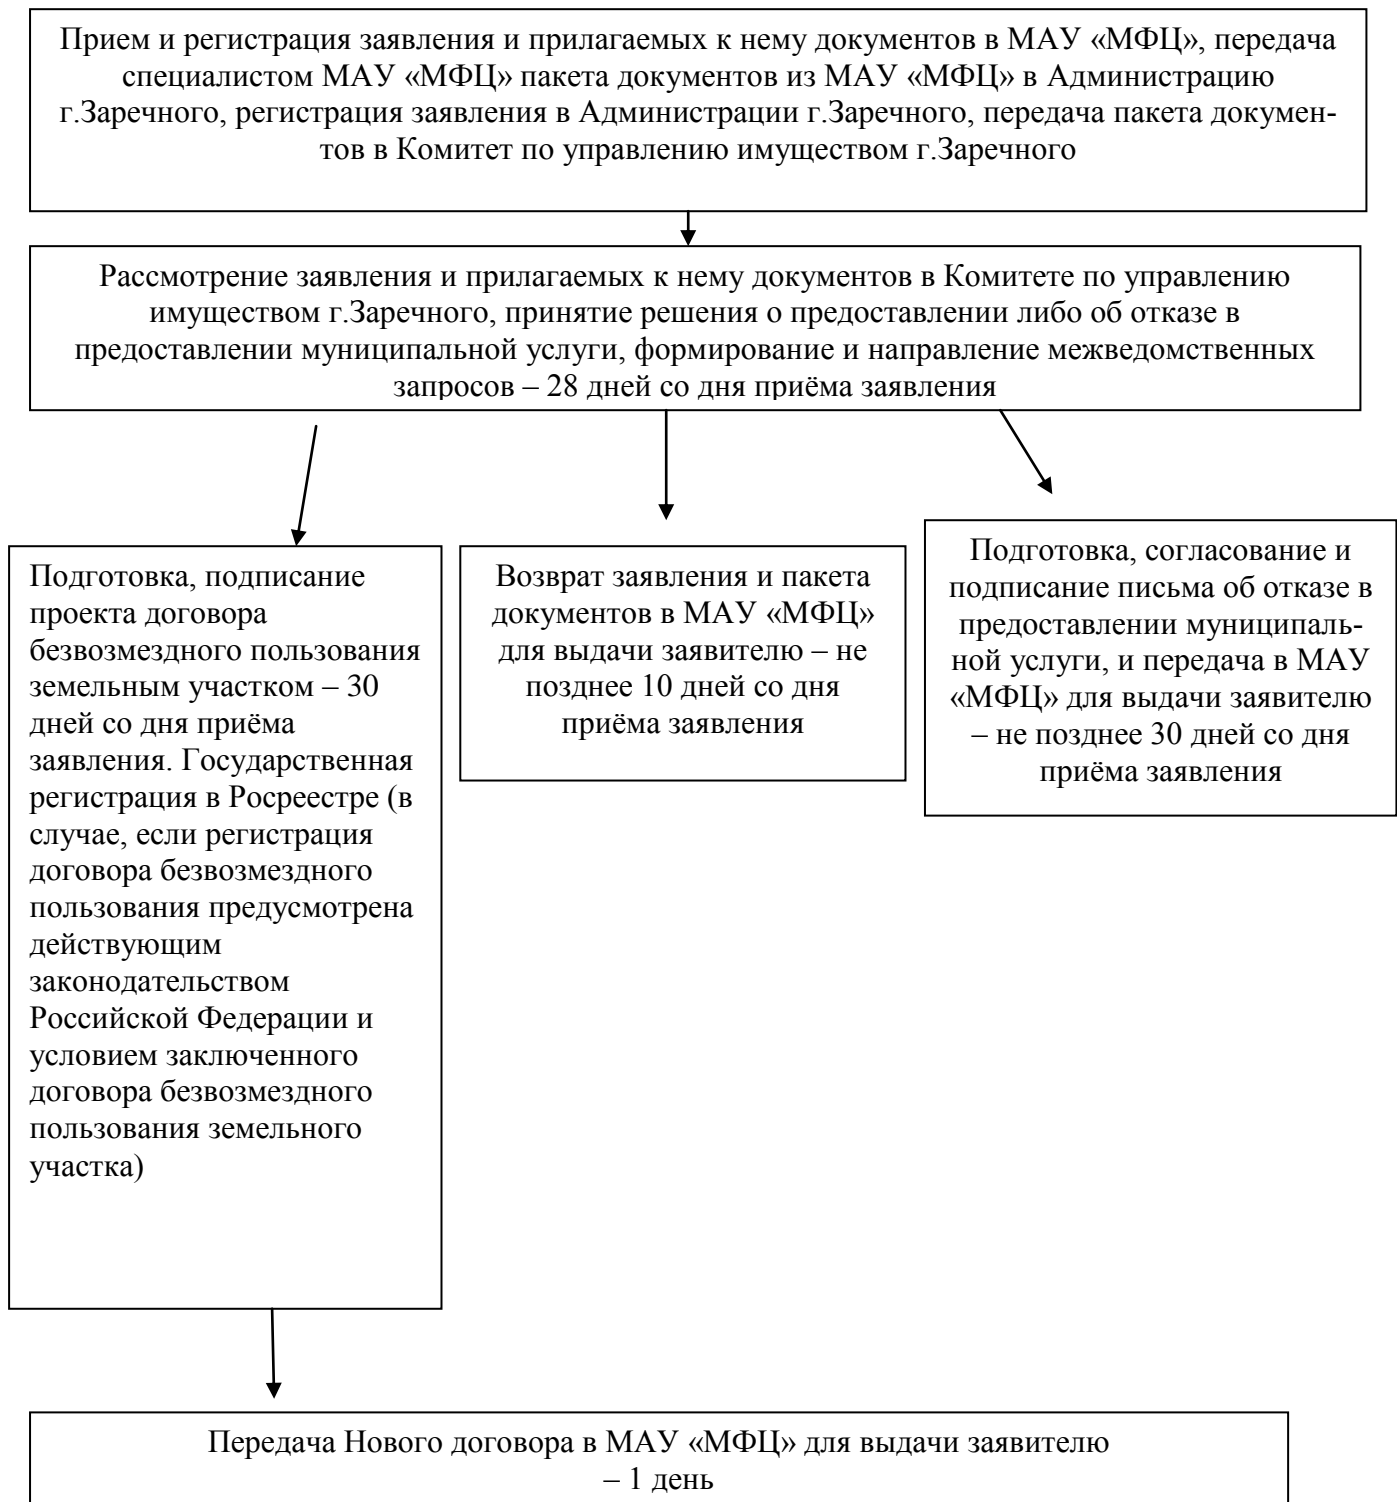 Прием и регистрация заявления и прилагаемых к нему документов в МАУ «МФЦ», передача
специалистом МАУ «МФЦ» пакета документов из МАУ «МФЦ» в Администрацию
г.Заречного, регистрация заявления в Администрации г.Заречного, передача пакета докумен-
тов в Комитет по управлению имуществом г.Заречного
Рассмотрение заявления и прилагаемых к нему документов в Комитете по управлению
имуществом г.Заречного, принятие решения о предоставлении либо об отказе в
предоставлении муниципальной услуги, формирование и направление межведомственных
запросов – 28 дней со дня приёма заявления
Подготовка, подписание
проекта договора
безвозмездного пользования
земельным участком – 30
дней со дня приёма
заявления. Государственная
регистрация в Росреестре (в
случае, если регистрация
договора безвозмездного
пользования предусмотрена
действующим
законодательством
Российской Федерации и
условием заключенного
договора безвозмездного
пользования земельного
участка)
Возврат заявления и пакета
документов в МАУ «МФЦ»
для выдачи заявителю – не
позднее 10 дней со дня
приёма заявления
Подготовка, согласование и
подписание письма об отказе в
предоставлении муниципаль-
ной услуги, и передача в МАУ
«МФЦ» для выдачи заявителю
– не позднее 30 дней со дня
приёма заявления
Передача Нового договора в МАУ «МФЦ» для выдачи заявителю
– 1 день